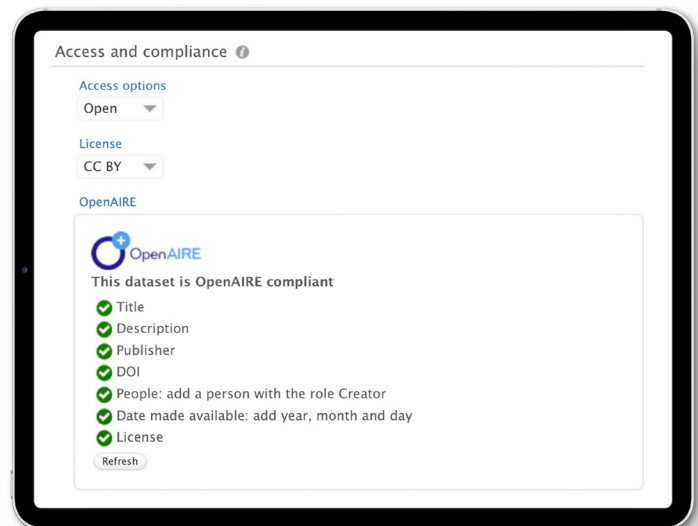 Access and compliance i
Access options
Open
License
CC BY
OpenAIRE
OpenAIRE
This dataset is OpenAIRE compliant
Title
Description
Publisher
DOI
People: add a person with the role Creator
Date made available: add year, month and day
License
Refresh